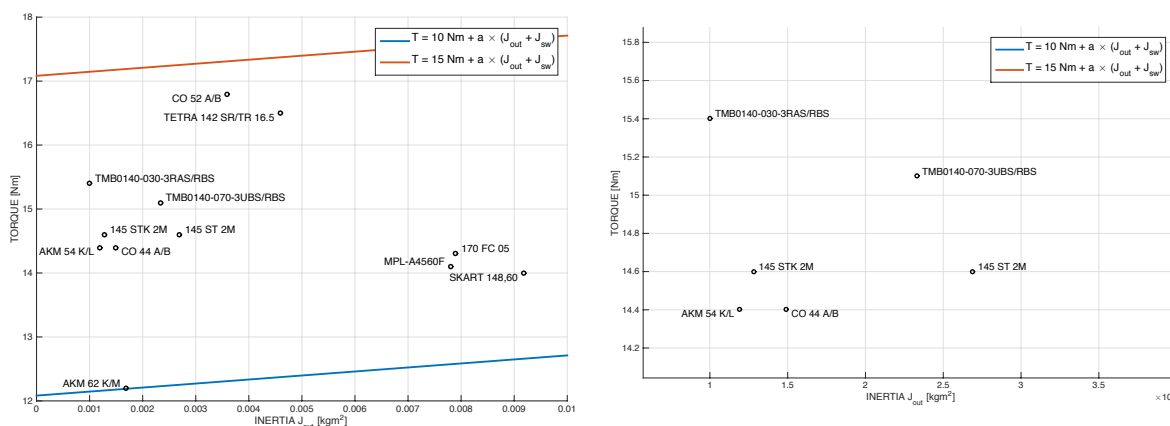 18
17
16
15
14
13
12
TORQUE [Nm]
T = 10 Nm + a × (J_out + J_sw)
T = 15 Nm + a × (J_out + J_sw)
CO 52 A/B
TETRA 142 SR/TR 16.5
TMB0140-030-3RAS/RBS
TMB0140-070-3UBS/RBS
145 STK 2M
145 ST 2M
AKM 54 K/L
CO 44 A/B
170 FC 05
MPL-A4560F
SKART 148,60
AKM 62 K/M
0 0.001 0.002 0.003 0.004 0.005 0.006 0.007 0.008 0.009 0.01
INERTIA J_out [kgm²]
15.8
15.6
15.4
15.2
15
14.8
14.6
14.4
14.2
TORQUE [Nm]
T = 10 Nm + a × (J_out + J_sw)
T = 15 Nm + a × (J_out + J_sw)
TMB0140-030-3RAS/RBS
TMB0140-070-3UBS/RBS
145 STK 2M
145 ST 2M
AKM 54 K/L
CO 44 A/B
1 1.5 2 2.5 3 3.5
INERTIA J_out [kgm²]